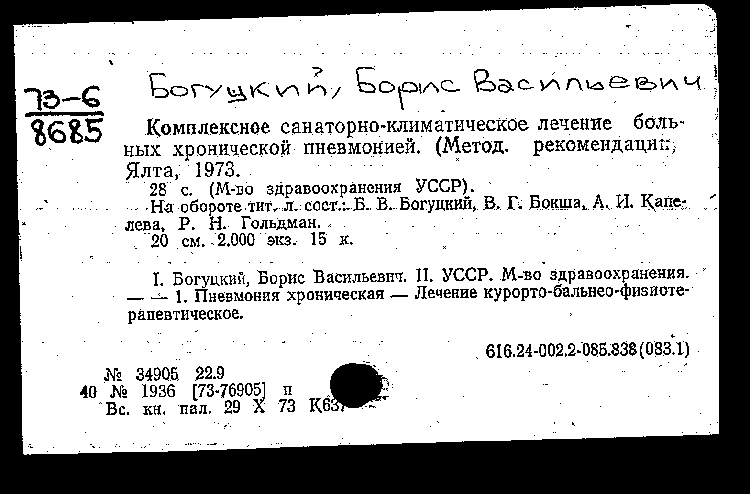 Богуцкий, Борис Васильевич
73-6
8685
Комплексное санаторно-климатическое лечение боль-
ных хронической пневмонией. (Метод. рекомендации),
Ялта, 1973.
28 с. (М-во здравоохранения УССР).
На обороте тит. л. сост.: Б. В. Богуцкий, В. Г. Бокша, А. И. Капе-
лева, Р. Н. Гольдман.
20 см. 2.000 экз. 15 к.
I. Богуцкий, Борис Васильевич. II. УССР. М-во здравоохранения.
— — 1. Пневмония хроническая — Лечение курорто-бальнео-физиоте-
рапевтическое.
616.24-002.2-085.838(083.1)
№ 34905 22.9
40 № 1936 [73-76905] п
Вс. кн. пал. 29 X 73 К637